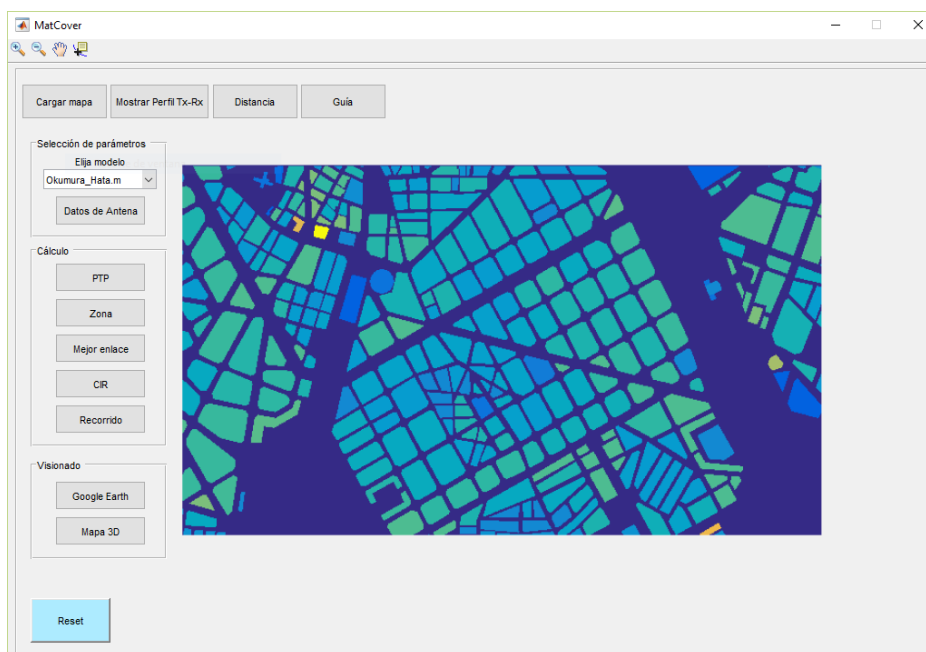 MatCover
Cargar mapa
Mostrar Perfil Tx-Rx
Distancia
Guía
Selección de parámetros
Elija modelo
Okumura_Hata.m
Datos de Antena
Cálculo
PTP
Zona
Mejor enlace
CIR
Recorrido
Visionado
Google Earth
Mapa 3D
Reset